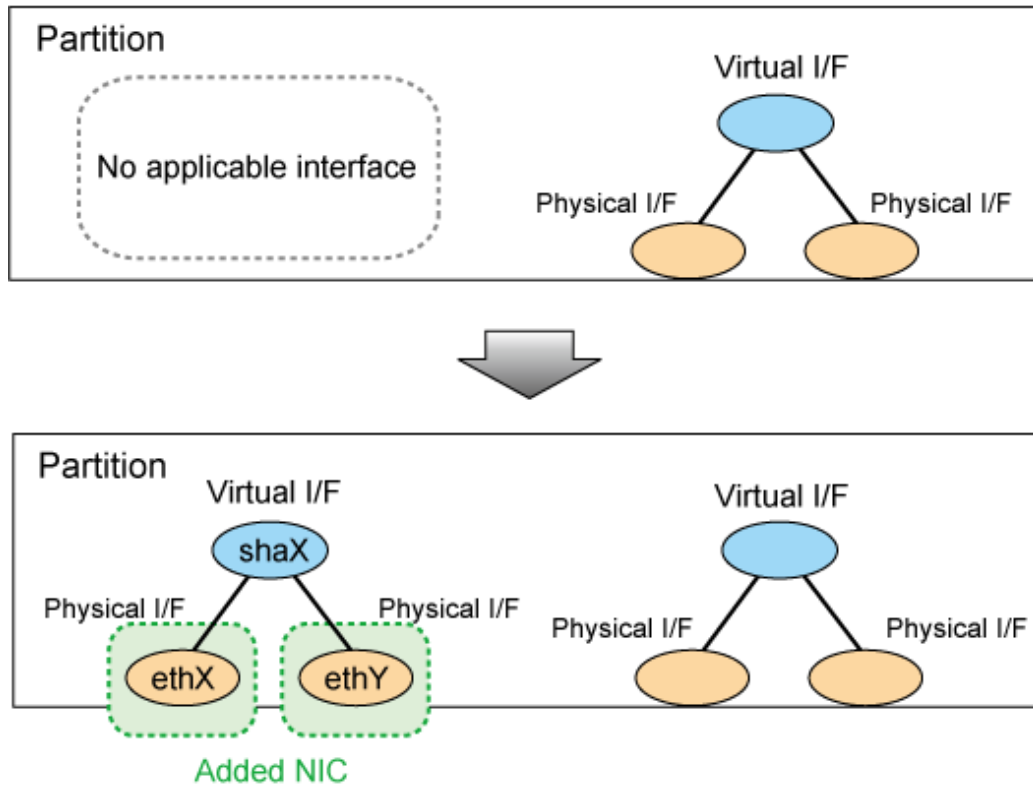 Partition
Virtual I/F
No applicable interface
Physical I/F
Physical I/F
Partition
Virtual I/F
Virtual I/F
shaX
Physical I/F
Physical I/F
Physical I/F
Physical I/F
ethX
ethY
Added NIC